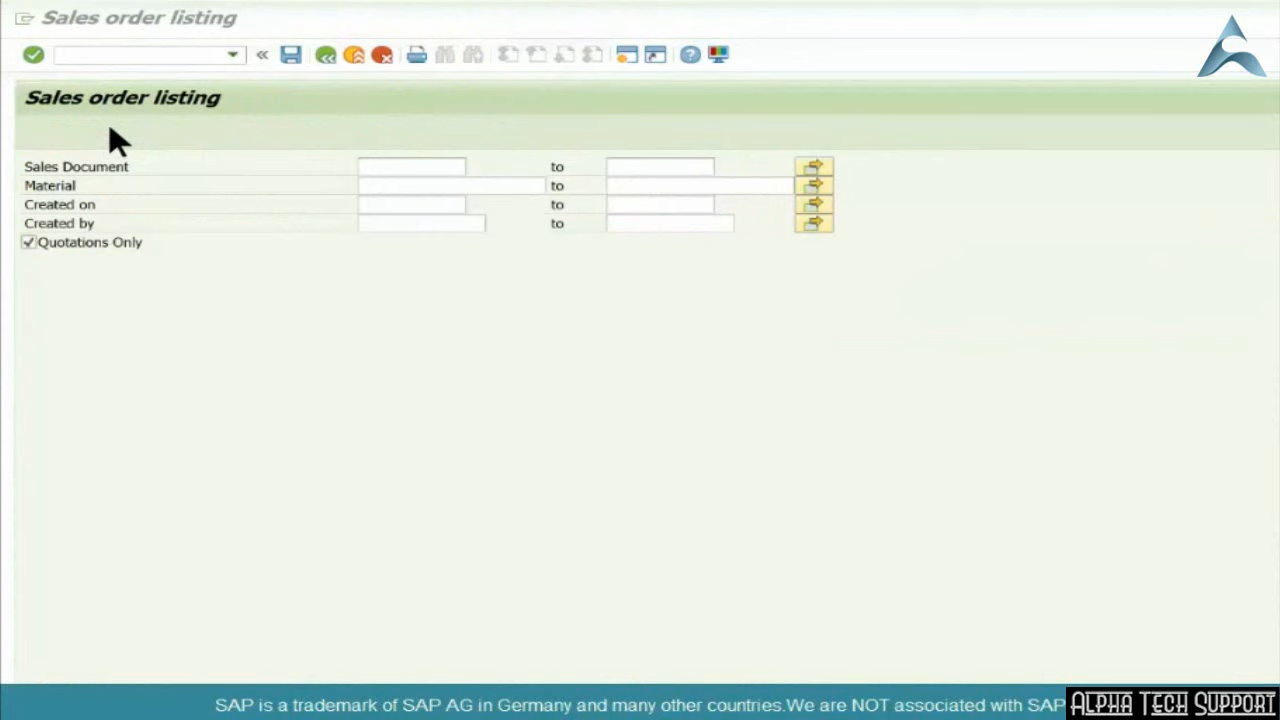 Sales order listing
Sales order listing
Sales Document to
Material to
Created on to
Created by to
Quotations Only
SAP is a trademark of SAP AG in Germany and many other countries.We are NOT associated with SAP
ALPHA TECH SUPPORT